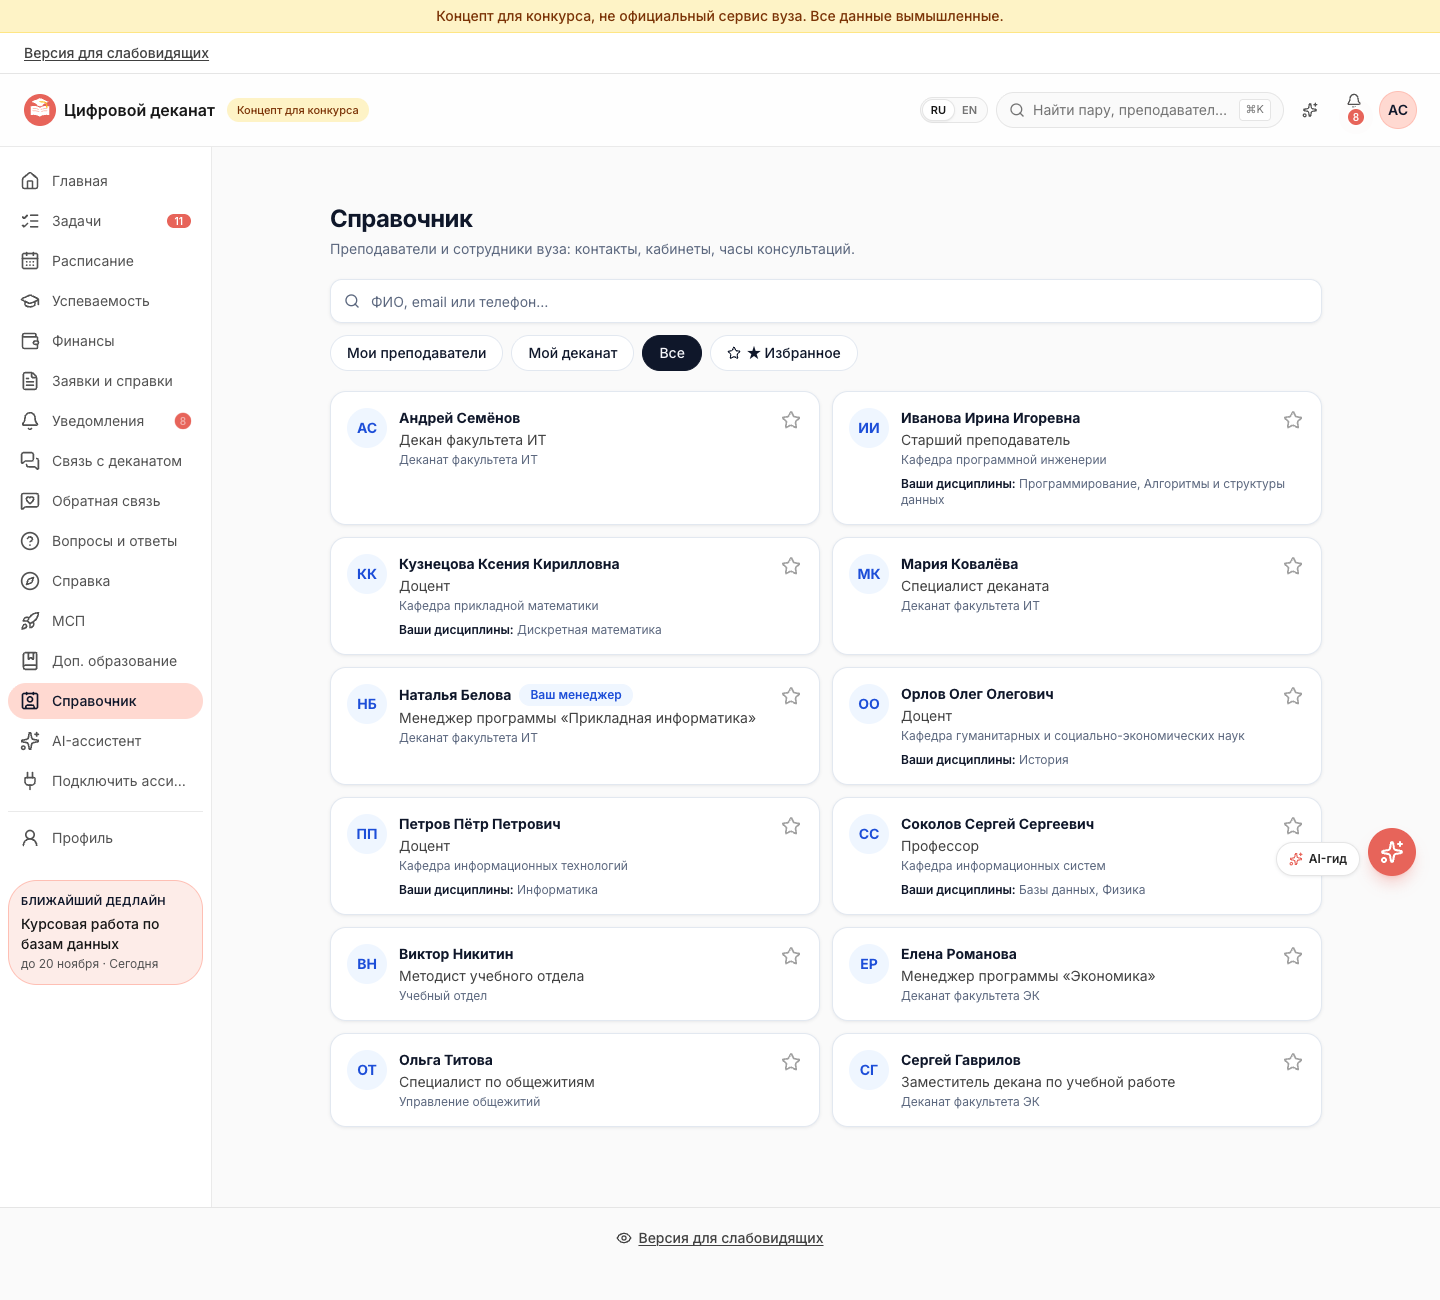 Концепт для конкурса, не официальный сервис вуза. Все данные вымышленные.
Версия для слабовидящих
Цифровой деканат
Концепт для конкурса
RU EN
Найти пару, преподавател...
⌘K
8
АС
Главная
Задачи 11
Расписание
Успеваемость
Финансы
Заявки и справки
Уведомления 8
Связь с деканатом
Обратная связь
Вопросы и ответы
Справка
МСП
Доп. образование
Справочник
AI-ассистент
Подключить асси...
Профиль
БЛИЖАЙШИЙ ДЕДЛАЙН
Курсовая работа по
базам данных
до 20 ноября · Сегодня
Справочник
Преподаватели и сотрудники вуза: контакты, кабинеты, часы консультаций.
ФИО, email или телефон...
Мои преподаватели
Мой деканат
Все
★ Избранное
АС
Андрей Семёнов
Декан факультета ИТ
Деканат факультета ИТ
ИИ
Иванова Ирина Игоревна
Старший преподаватель
Кафедра программной инженерии
Ваши дисциплины: Программирование, Алгоритмы и структуры
данных
КК
Кузнецова Ксения Кирилловна
Доцент
Кафедра прикладной математики
Ваши дисциплины: Дискретная математика
МК
Мария Ковалёва
Специалист деканата
Деканат факультета ИТ
НБ
Наталья Белова Ваш менеджер
Менеджер программы «Прикладная информатика»
Деканат факультета ИТ
ОО
Орлов Олег Олегович
Доцент
Кафедра гуманитарных и социально-экономических наук
Ваши дисциплины: История
ПП
Петров Пётр Петрович
Доцент
Кафедра информационных технологий
Ваши дисциплины: Информатика
СС
Соколов Сергей Сергеевич
Профессор
Кафедра информационных систем
Ваши дисциплины: Базы данных, Физика
AI-гид
ВН
Виктор Никитин
Методист учебного отдела
Учебный отдел
ЕР
Елена Романова
Менеджер программы «Экономика»
Деканат факультета ЭК
ОТ
Ольга Титова
Специалист по общежитиям
Управление общежитий
СГ
Сергей Гаврилов
Заместитель декана по учебной работе
Деканат факультета ЭК
Версия для слабовидящих